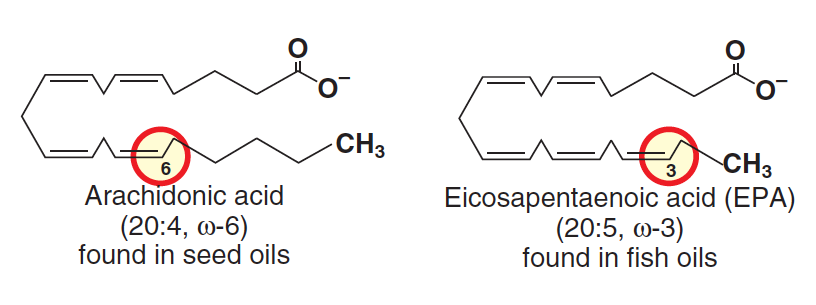 O
O⁻
CH3
6
Arachidonic acid
(20:4, ω-6)
found in seed oils
O
O⁻
CH3
3
Eicosapentaenoic acid (EPA)
(20:5, ω-3)
found in fish oils